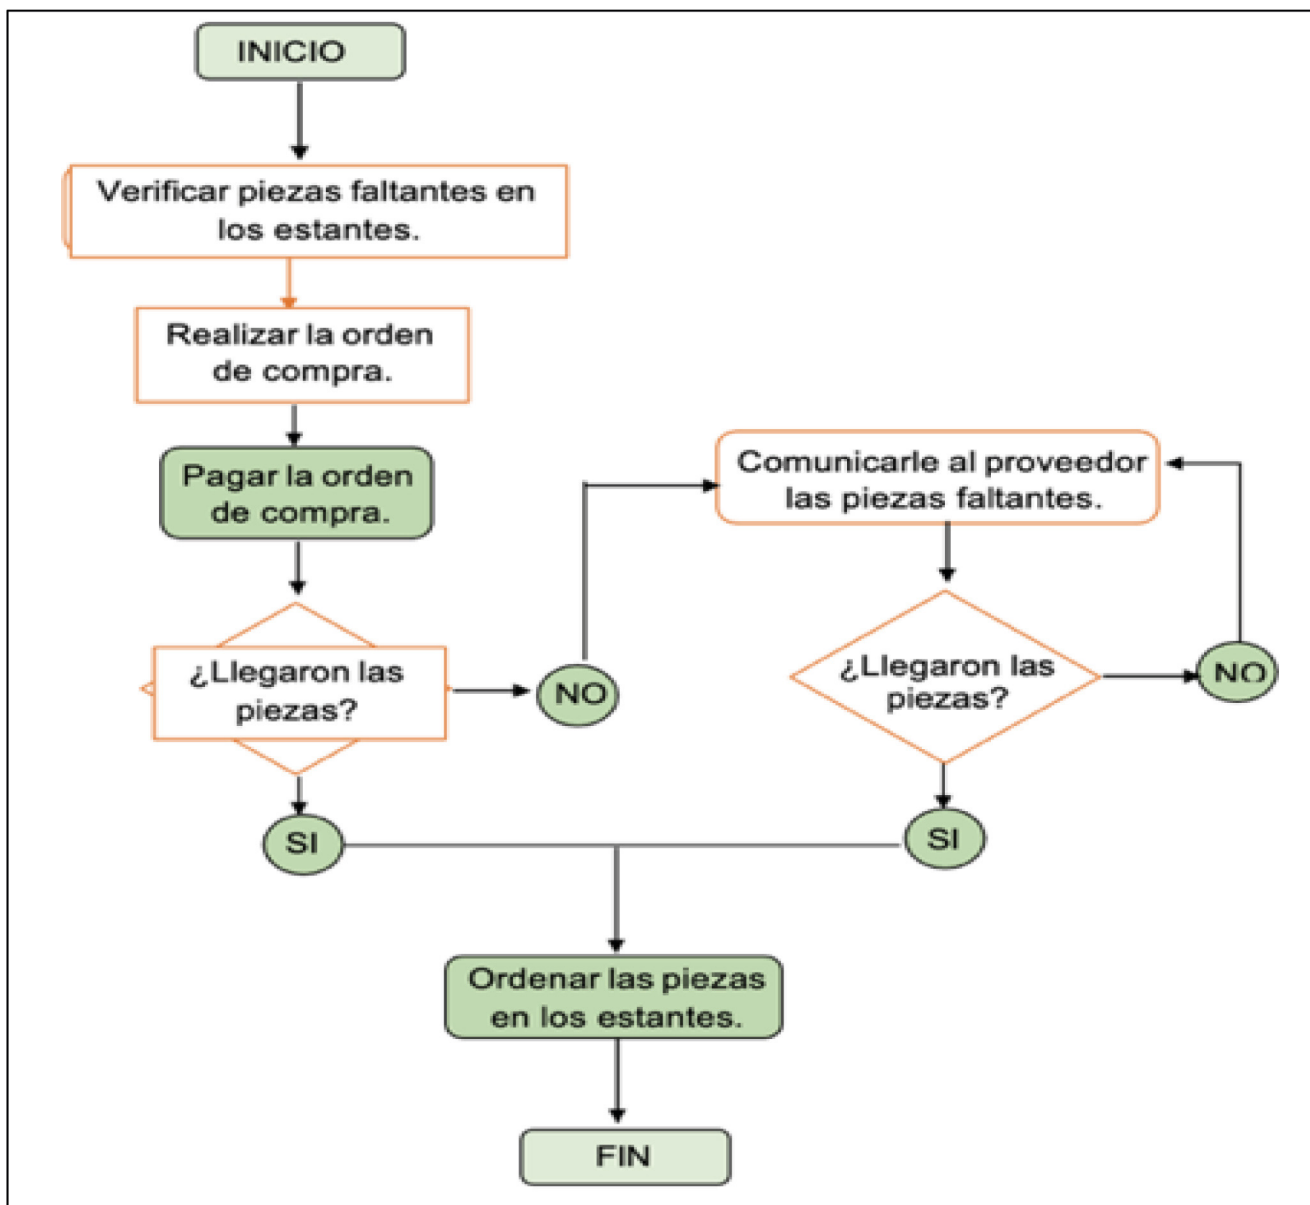 INICIO
Verificar piezas faltantes en
los estantes.
Realizar la orden
de compra.
Pagar la orden
de compra.
¿Llegaron las
piezas?
NO
SI
Comunicarle al proveedor
las piezas faltantes.
¿Llegaron las
piezas?
NO
SI
Ordenar las piezas
en los estantes.
FIN